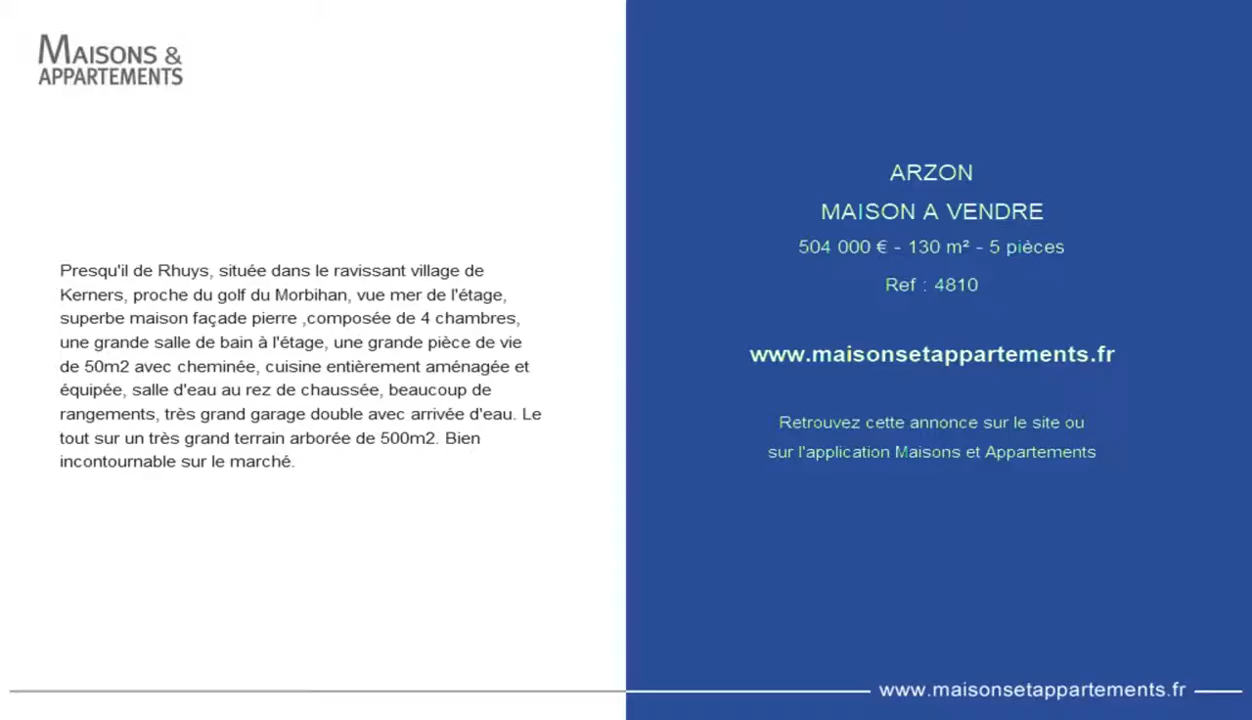 MAISONS &
APPARTEMENTS
Presqu'il de Rhuys, située dans le ravissant village de
Kerners, proche du golf du Morbihan, vue mer de l'étage,
superbe maison façade pierre ,composée de 4 chambres,
une grande salle de bain à l'étage, une grande pièce de vie
de 50m2 avec cheminée, cuisine entièrement aménagée et
équipée, salle d'eau au rez de chaussée, beaucoup de
rangements, très grand garage double avec arrivée d'eau. Le
tout sur un très grand terrain arborée de 500m2. Bien
incontournable sur le marché.
ARZON
MAISON A VENDRE
504 000 € - 130 m² - 5 pièces
Ref : 4810
www.maisonsetappartements.fr
Retrouvez cette annonce sur le site ou
sur l'application Maisons et Appartements
www.maisonsetappartements.fr